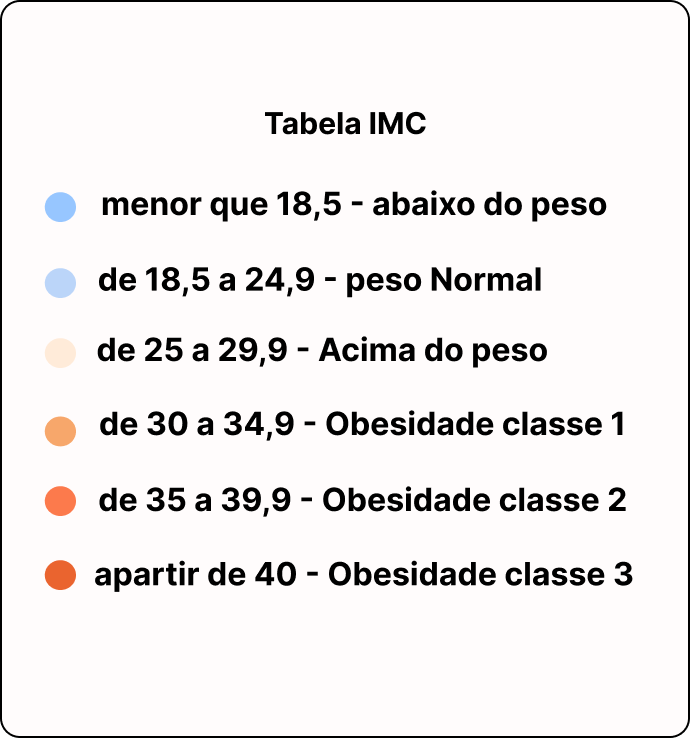 Tabela IMC
menor que 18,5 - abaixo do peso
de 18,5 a 24,9 - peso Normal
de 25 a 29,9 - Acima do peso
de 30 a 34,9 - Obesidade classe 1
de 35 a 39,9 - Obesidade classe 2
apartir de 40 - Obesidade classe 3